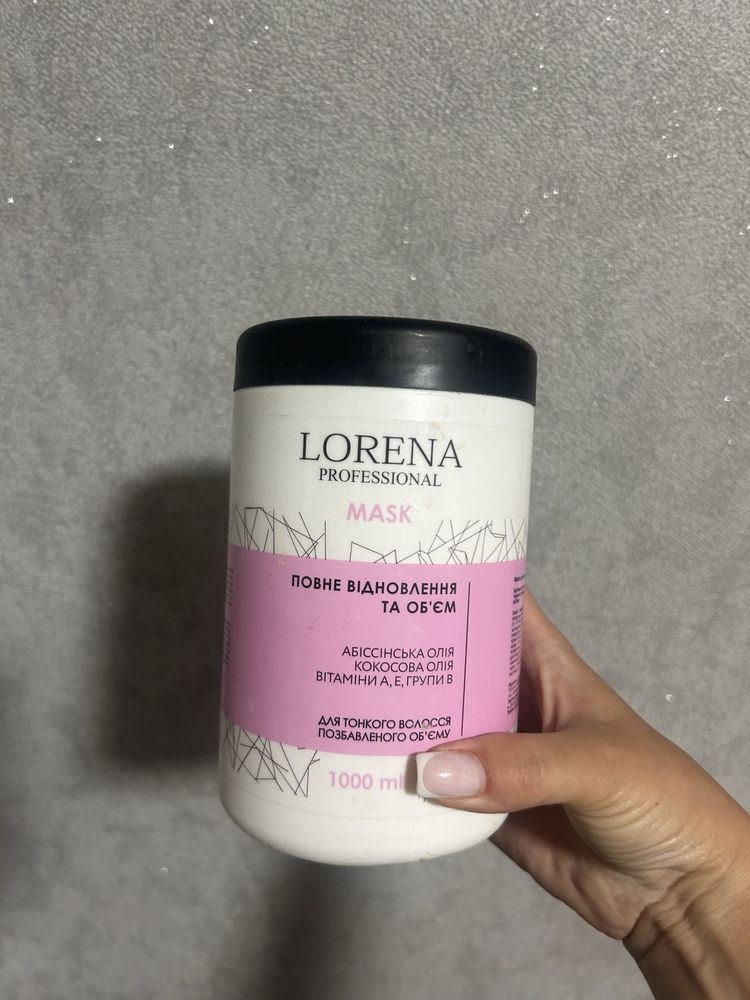 LORENA
PROFESSIONAL
MASK
ПОВНЕ ВІДНОВЛЕННЯ
ТА ОБ'ЄМ
АБІССІНСЬКА ОЛІЯ
КОКОСОВА ОЛІЯ
ВІТАМІНИ А, Е, ГРУПИ В
ДЛЯ ТОНКОГО ВОЛОССЯ
ПОЗБАВЛЕНОГО ОБ'ЄМУ
1000 ml